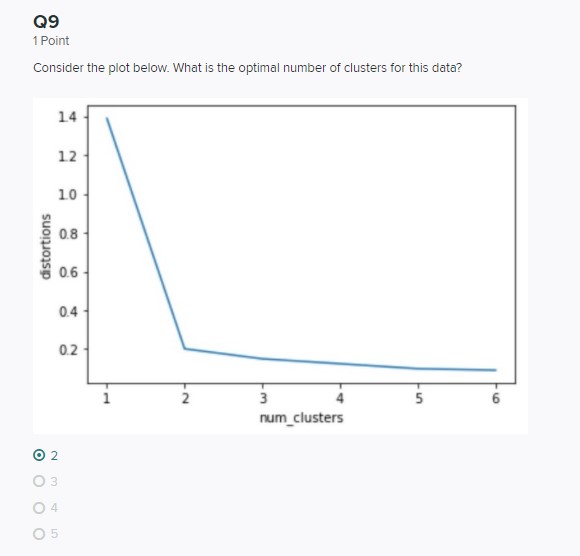 Q9
1 Point
Consider the plot below. What is the optimal number of clusters for this data?
1.4
1.2
1.0
0.8
0.6
0.4
0.2
distortions
1 2 3 4 5 6
num_clusters
2
3
4
5